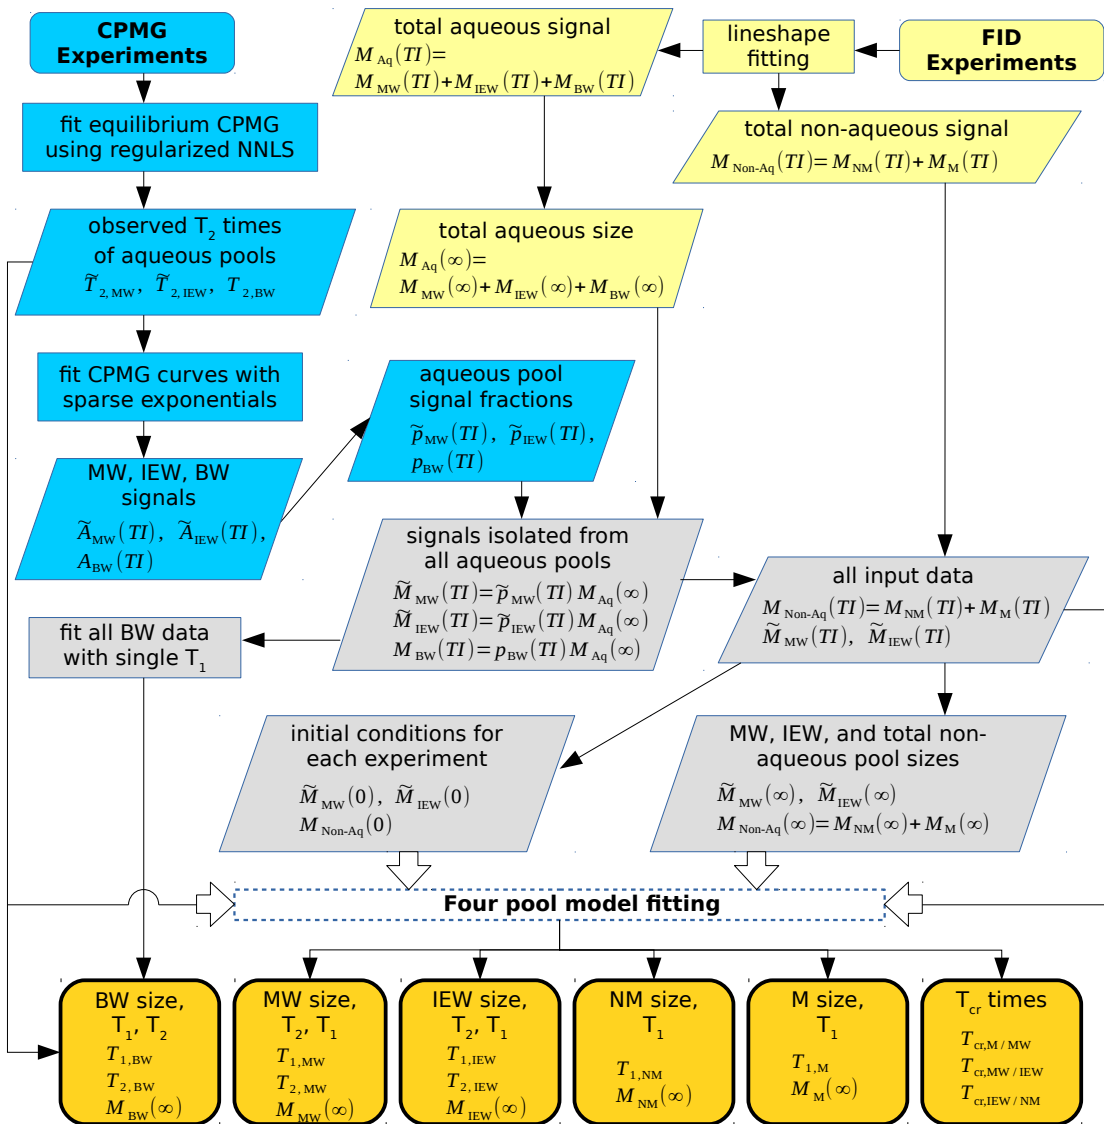 CPMG
Experiments
fit equilibrium CPMG
using regularized NNLS
observed T₂ times
of aqueous pools
T̃₂,MW, T̃₂,IEW, T₂,BW
fit CPMG curves with
sparse exponentials
MW, IEW, BW
signals
Ã_MW(TI), Ã_IEW(TI),
A_BW(TI)
aqueous pool
signal fractions
p̃_MW(TI), p̃_IEW(TI),
p_BW(TI)
total aqueous signal
M_Aq(TI)=
M_MW(TI)+M_IEW(TI)+M_BW(TI)
lineshape
fitting
FID
Experiments
total non-aqueous signal
M_Non-Aq(TI)=M_NM(TI)+M_M(TI)
total aqueous size
M_Aq(∞)=
M_MW(∞)+M_IEW(∞)+M_BW(∞)
signals isolated from
all aqueous pools
M̃_MW(TI)=p̃_MW(TI) M_Aq(∞)
M̃_IEW(TI)=p̃_IEW(TI) M_Aq(∞)
M_BW(TI)=p_BW(TI) M_Aq(∞)
all input data
M_Non-Aq(TI)=M_NM(TI)+M_M(TI)
M̃_MW(TI), M̃_IEW(TI)
fit all BW data
with single T₁
initial conditions for
each experiment
M̃_MW(0), M̃_IEW(0)
M_Non-Aq(0)
MW, IEW, and total non-
aqueous pool sizes
M̃_MW(∞), M̃_IEW(∞)
M_Non-Aq(∞)=M_NM(∞)+M_M(∞)
Four pool model fitting
BW size,
T₁, T₂
T₁,BW
T₂,BW
M_BW(∞)
MW size,
T₂, T₁
T₁,MW
T₂,MW
M_MW(∞)
IEW size,
T₂, T₁
T₁,IEW
T₂,IEW
M_IEW(∞)
NM size,
T₁
T₁,NM
M_NM(∞)
M size,
T₁
T₁,M
M_M(∞)
T_cr times
T_cr,M / MW
T_cr,MW / IEW
T_cr,IEW / NM